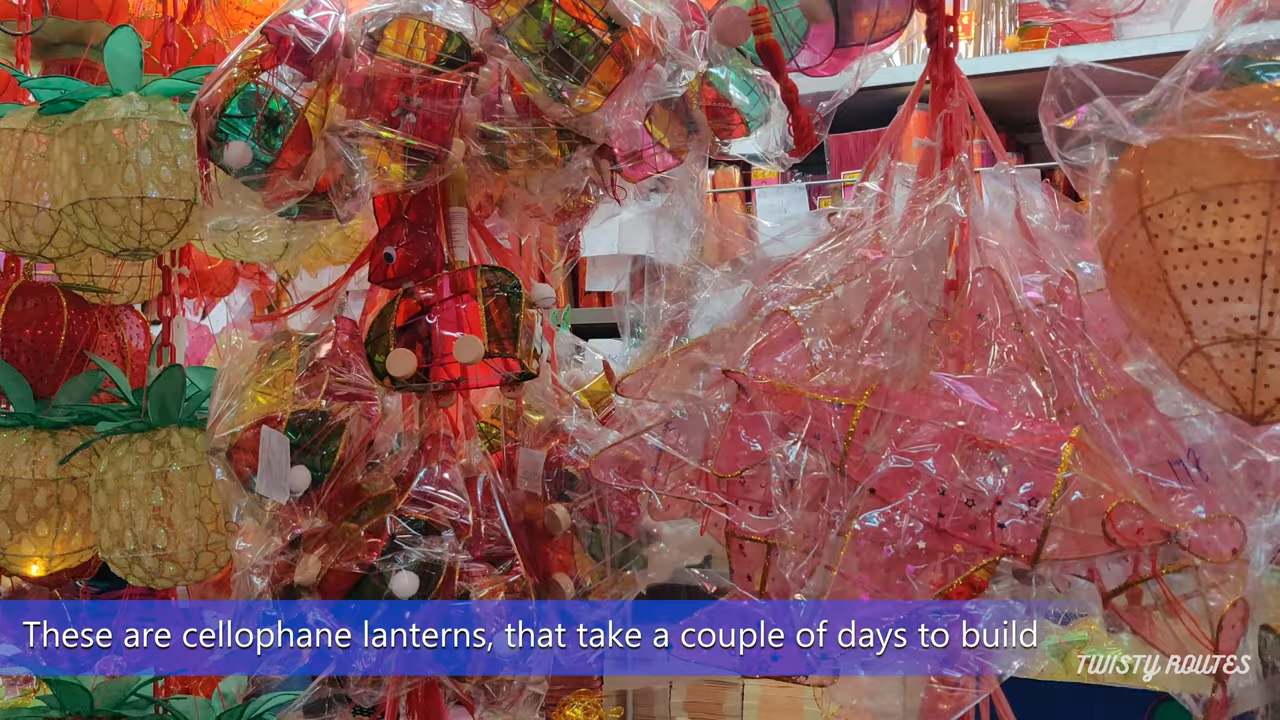 These are cellophane lanterns, that take a couple of days to build
TWISTY ROUTES